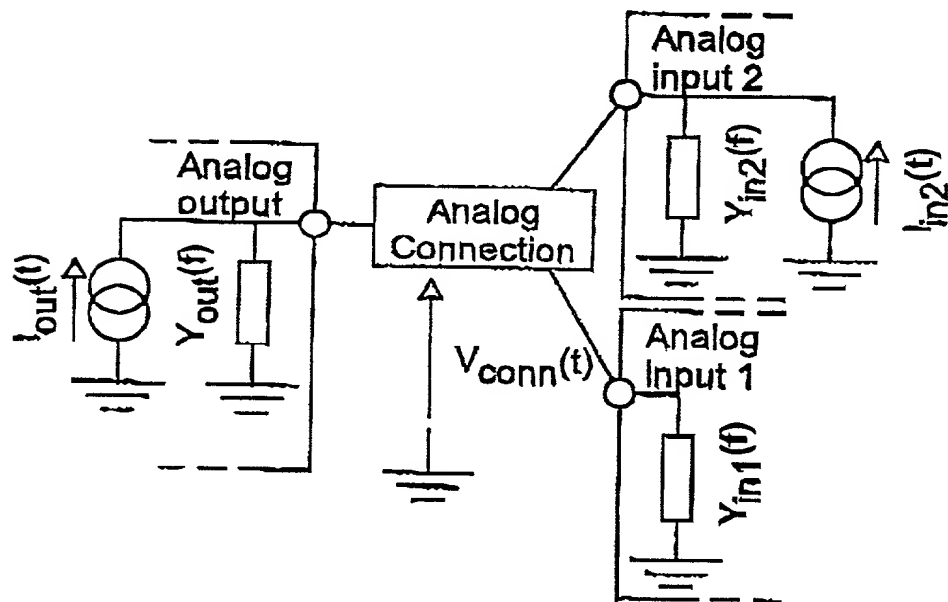 Analog
input 2
Y_in2(f)
I_in2(t)
Analog
output
I_out(t)
Y_out(f)
Analog
Connection
V_conn(t)
Analog
Input 1
Y_in1(f)